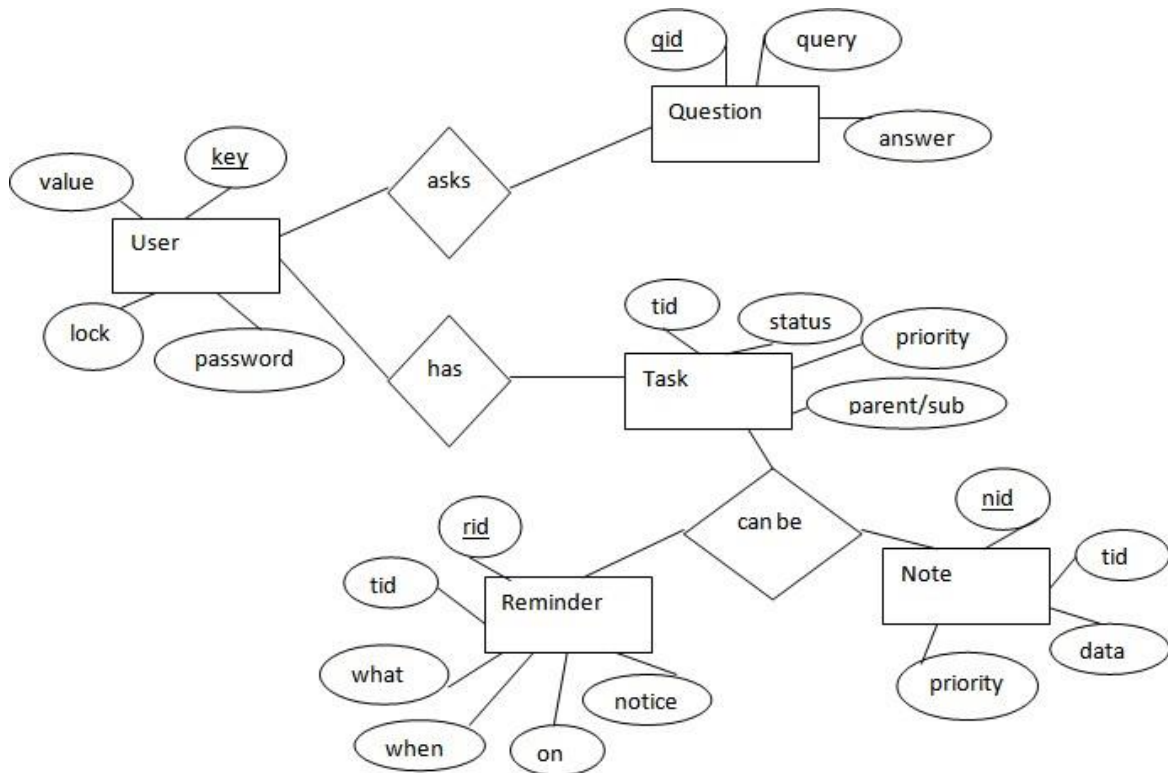 qid
query
Question
answer
key
value
asks
User
lock
password
has
tid
status
priority
Task
parent/sub
can be
nid
rid
tid
Reminder
Note
tid
what
notice
data
priority
when
on